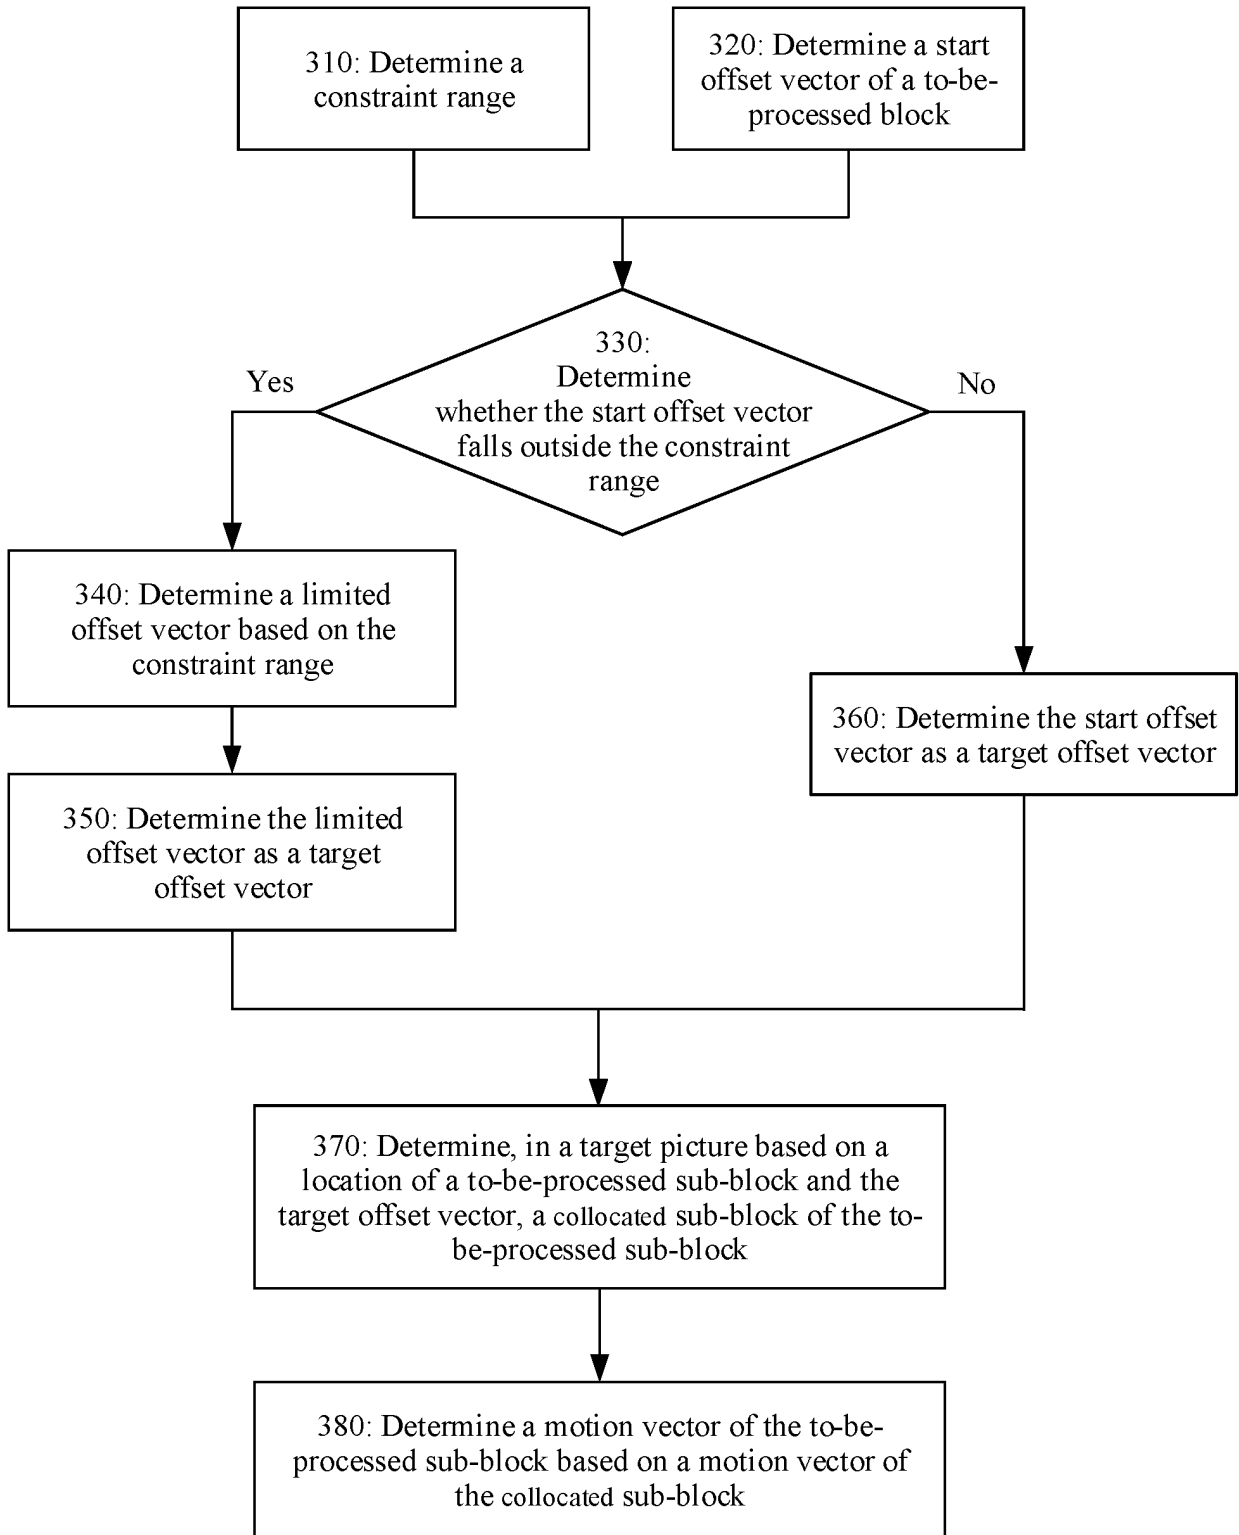 310: Determine a
constraint range
320: Determine a start
offset vector of a to-be-
processed block
330:
Determine
whether the start offset vector
falls outside the constraint
range
Yes
No
340: Determine a limited
offset vector based on the
constraint range
350: Determine the limited
offset vector as a target
offset vector
360: Determine the start offset
vector as a target offset vector
370: Determine, in a target picture based on a
location of a to-be-processed sub-block and the
target offset vector, a collocated sub-block of the to-
be-processed sub-block
380: Determine a motion vector of the to-be-
processed sub-block based on a motion vector of
the collocated sub-block